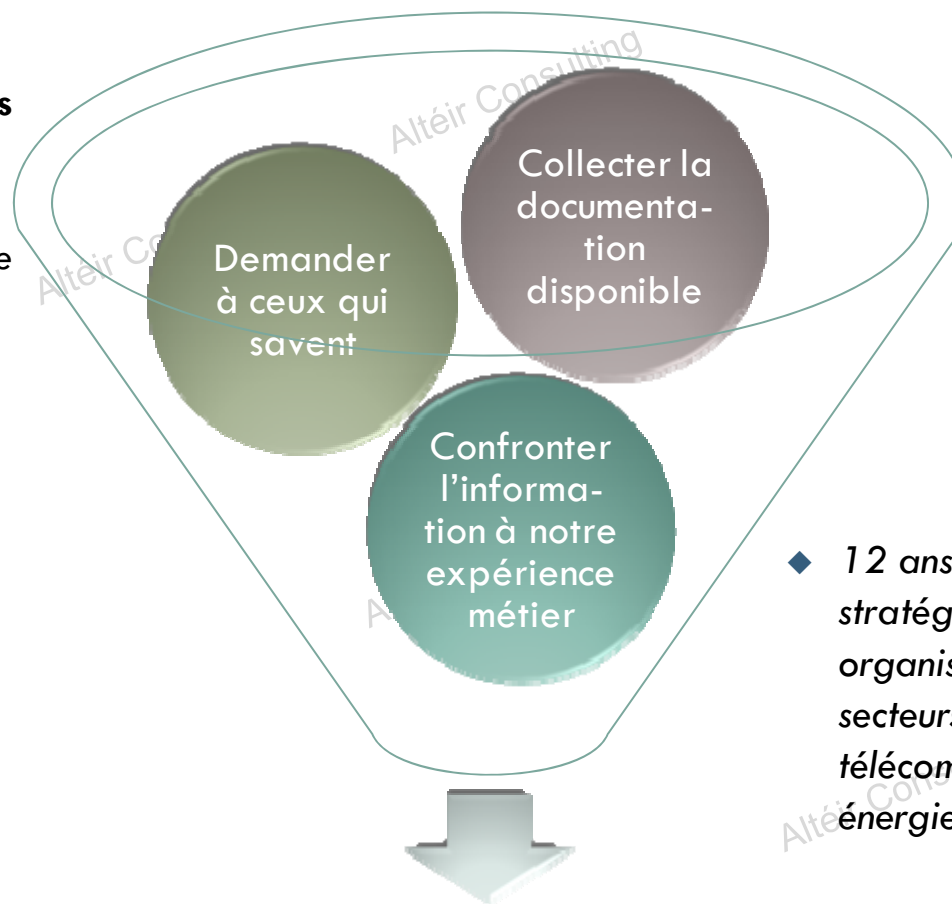 Altéir Consulting
s
Collecter la
documenta-
tion
disponible
e
Demander
à ceux qui
savent
Confronter
l'informa-
tion à notre
expérience
métier
12 ans
stratég
organis
secteurs
télécom
énergie